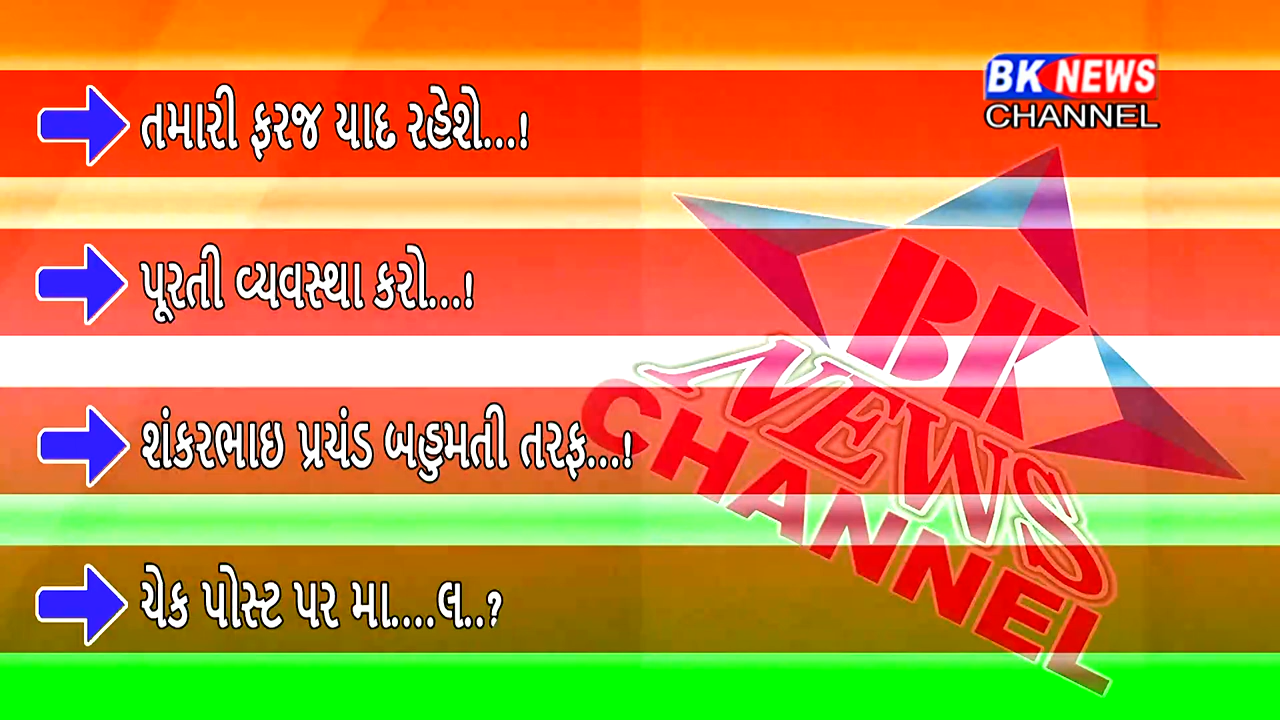 BK NEWS
CHANNEL
તમારી ફરજ યાદ રહેશે...!
પૂરતી વ્યવસ્થા કરો...!
શંકરભાઇ પ્રચંડ બહુમતી તરફ...!
ચેક પોસ્ટ પર મા....લ..?
BK
NEWS
CHANNEL